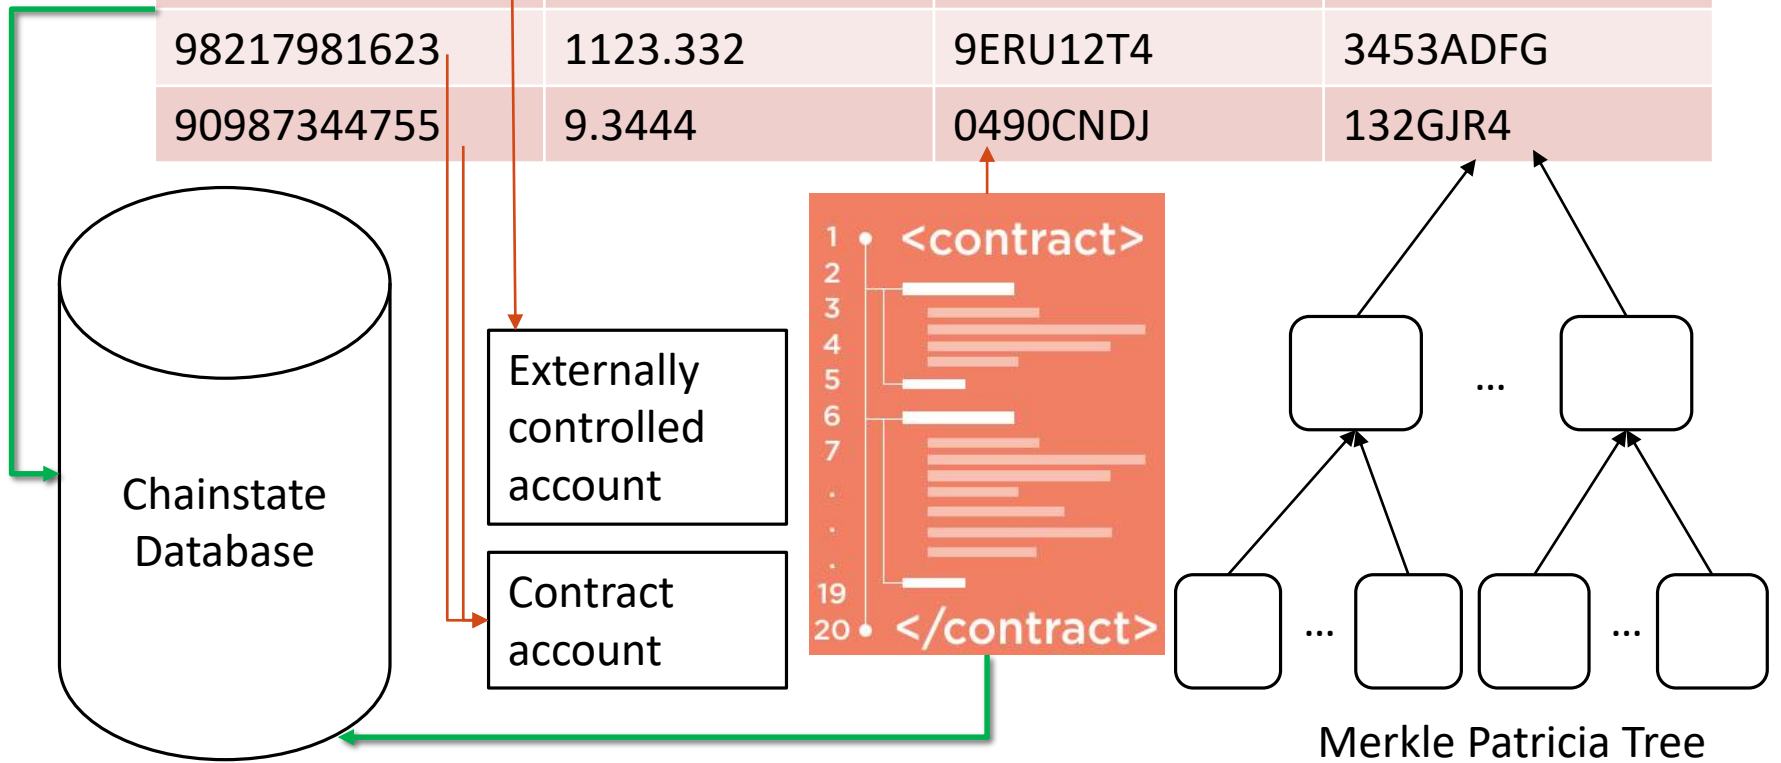 98217981623 1123.332 9ERU12T4 3453ADFG
90987344755 9.3444 0490CNDJ 132GJR4
Externally
controlled
account
Chainstate
Database
Contract
account
1 <contract>
2
3
4
5
6
7
.
.
.
19
20 </contract>
...
... ...
Merkle Patricia Tree